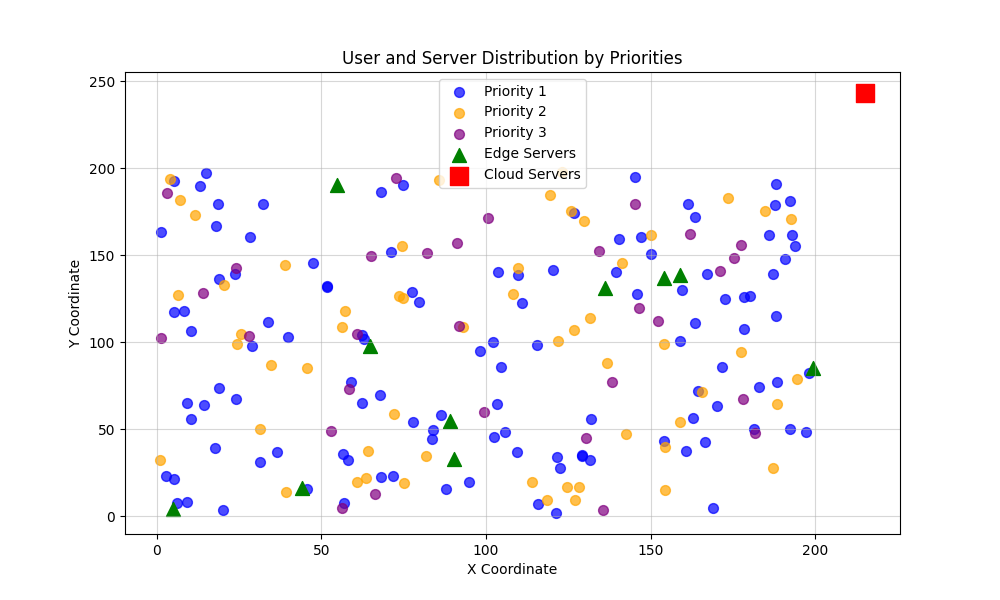 User and Server Distribution by Priorities
Priority 1
Priority 2
Priority 3
Edge Servers
Cloud Servers
Y Coordinate
250
200
150
100
50
0
0
50
100
150
200
X Coordinate